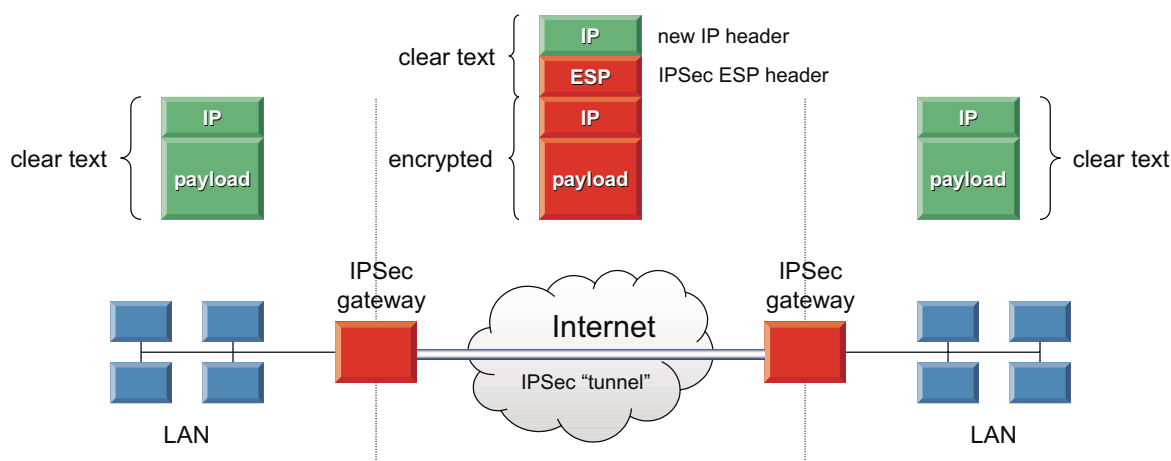 IP
new IP header
clear text
ESP
IPSec ESP header
IP
IP
IP
clear text
payload
encrypted
payload
payload
clear text
IPSec
gateway
IPSec
gateway
Internet
IPSec “tunnel”
LAN
LAN